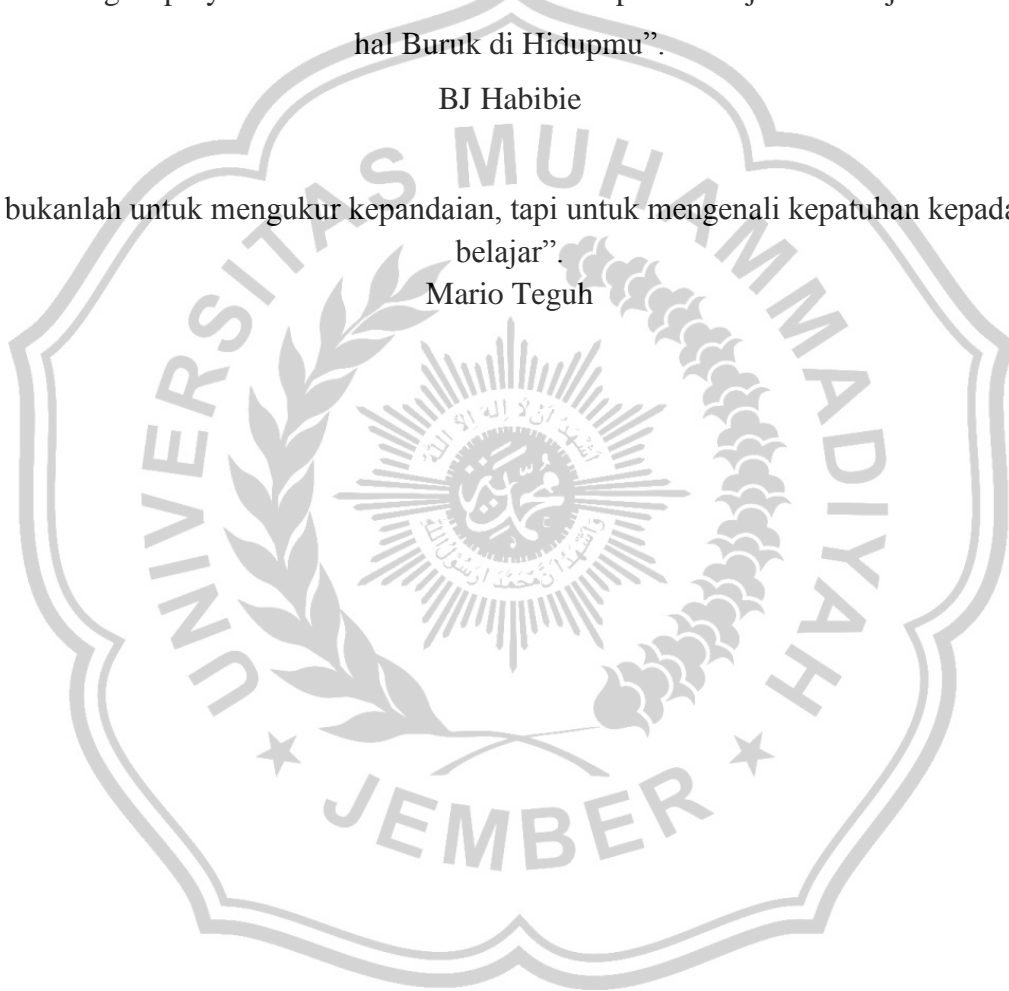 hal Buruk di Hidupmu”.
BJ Habibie
bukanlah untuk mengukur kepandaian, tapi untuk mengenali kepatuhan kepada
belajar”.
Mario Teguh
UNIVERSITAS MUHAMMADIYAH
JEMBER